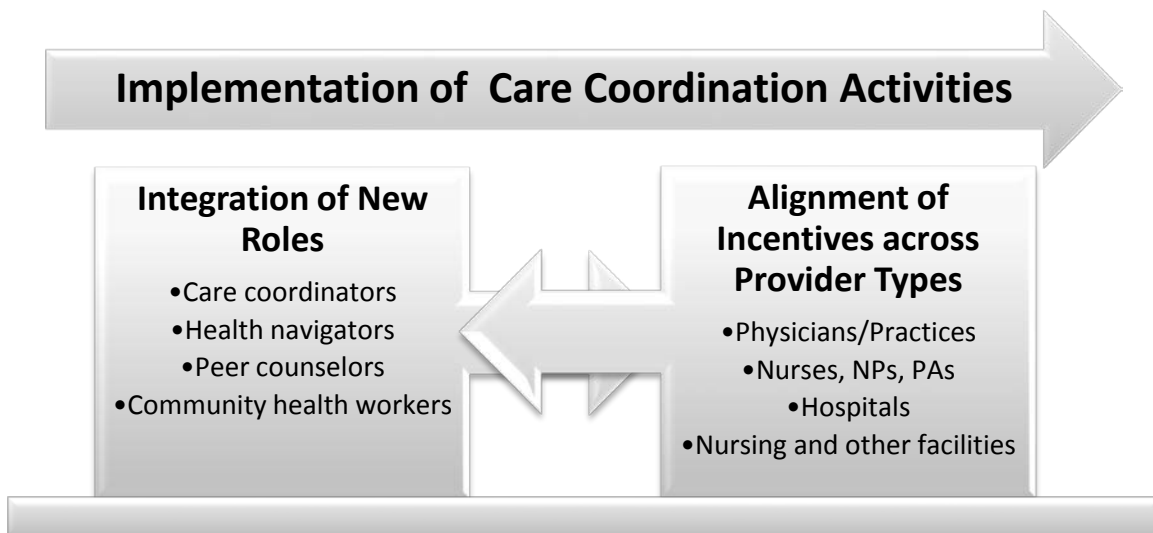 Implementation of  Care Coordination Activities
Integration of New
Roles
•Care coordinators
•Health navigators
•Peer counselors
•Community health workers
Alignment of
Incentives across
Provider Types
•Physicians/Practices
•Nurses, NPs, PAs
•Hospitals
•Nursing and other facilities